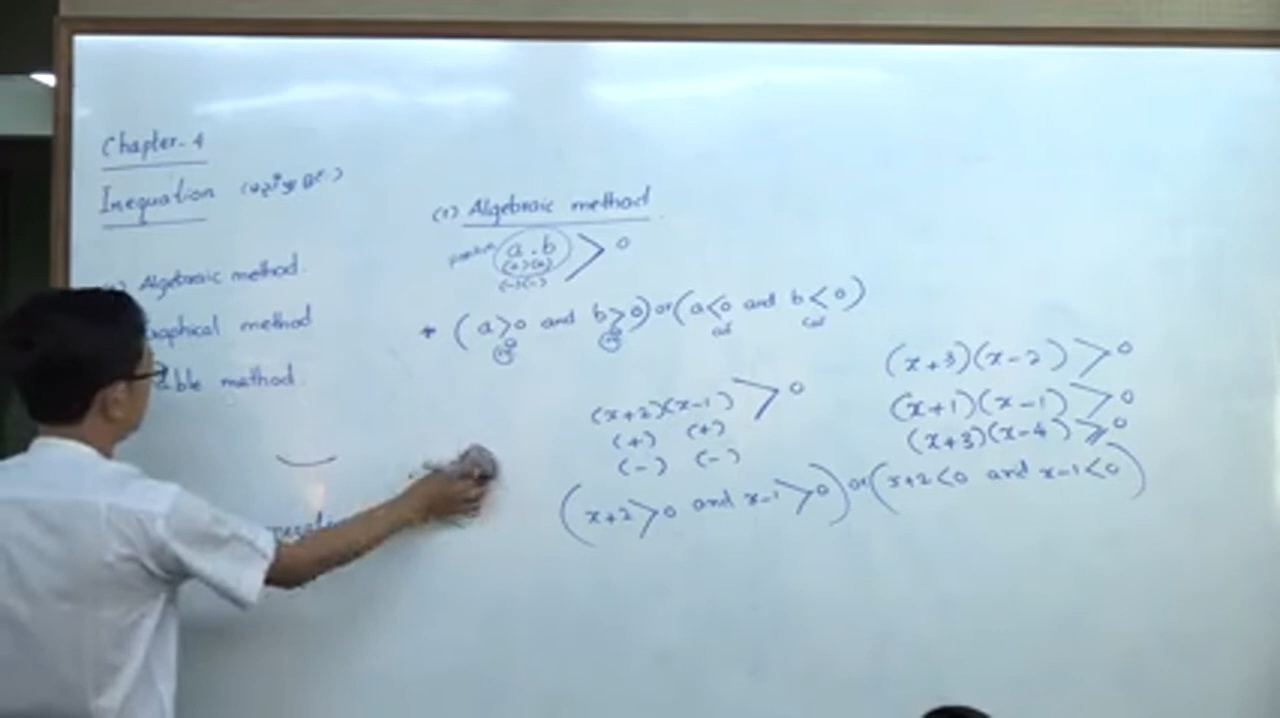 Chapter-4
Inequation
Algebraic method.
method
method.
(1) Algebraic method
positive a.b > 0
(+)(+)
(-)(-)
* (a>0 and b>0) or (a<0 and b<0)
(x+2)(x-1) > 0
(+) (+)
(-) (-)
(x+2>0 and x-1>0) or (x+2<0 and x-1<0)
(x+3)(x-2) > 0
(x+1)(x-1) > 0
(x+3)(x-4) ≥ 0